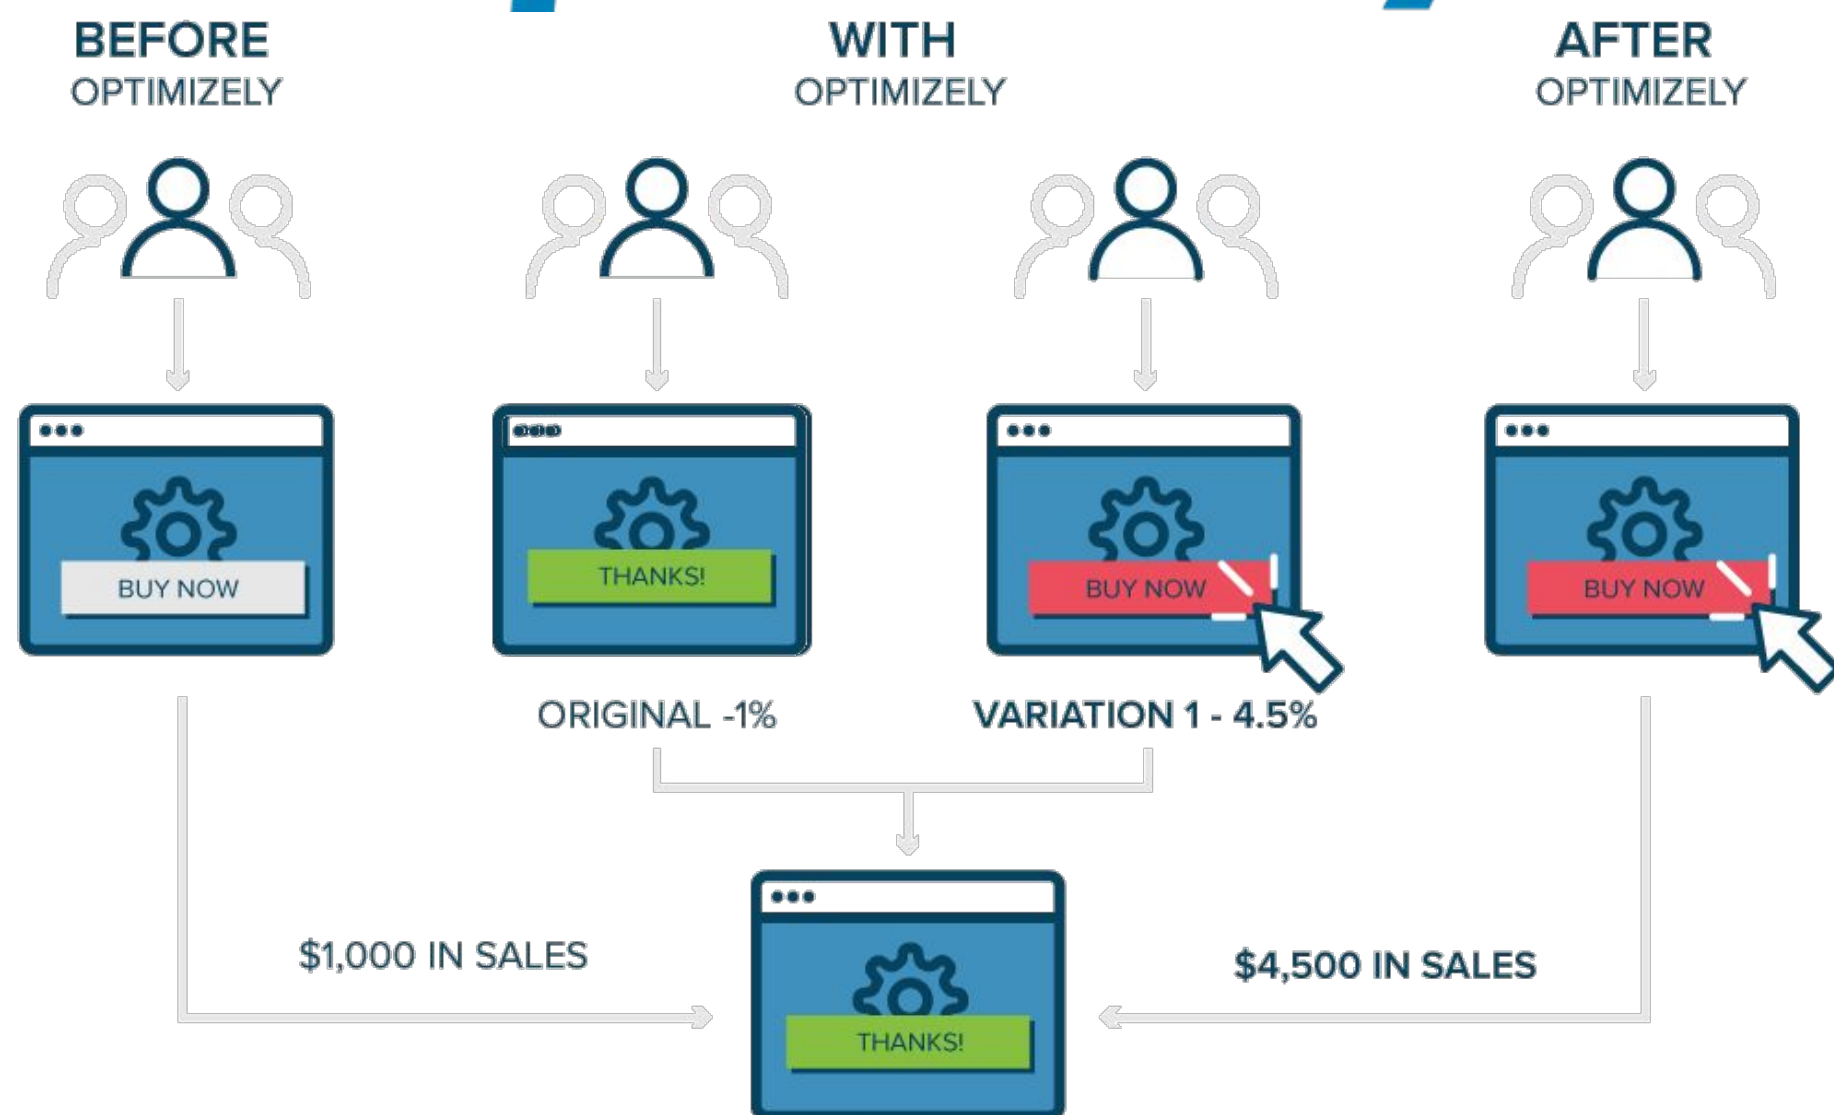 BEFORE
OPTIMIZELY
WITH
OPTIMIZELY
AFTER
OPTIMIZELY
BUY NOW
THANKS!
BUY NOW
BUY NOW
ORIGINAL -1%
VARIATION 1 - 4.5%
$1,000 IN SALES
$4,500 IN SALES
THANKS!